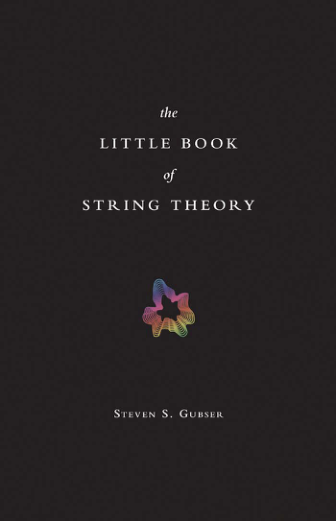 the
LITTLE BOOK
of
STRING THEORY
STEVEN S. GUBSER